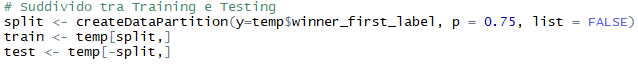 # Suddivido tra Training e Testing
split <- createDataPartition(y=temp$winner_first_label, p = 0.75, list = FALSE)
train <- temp[split,]
test <- temp[-split,]